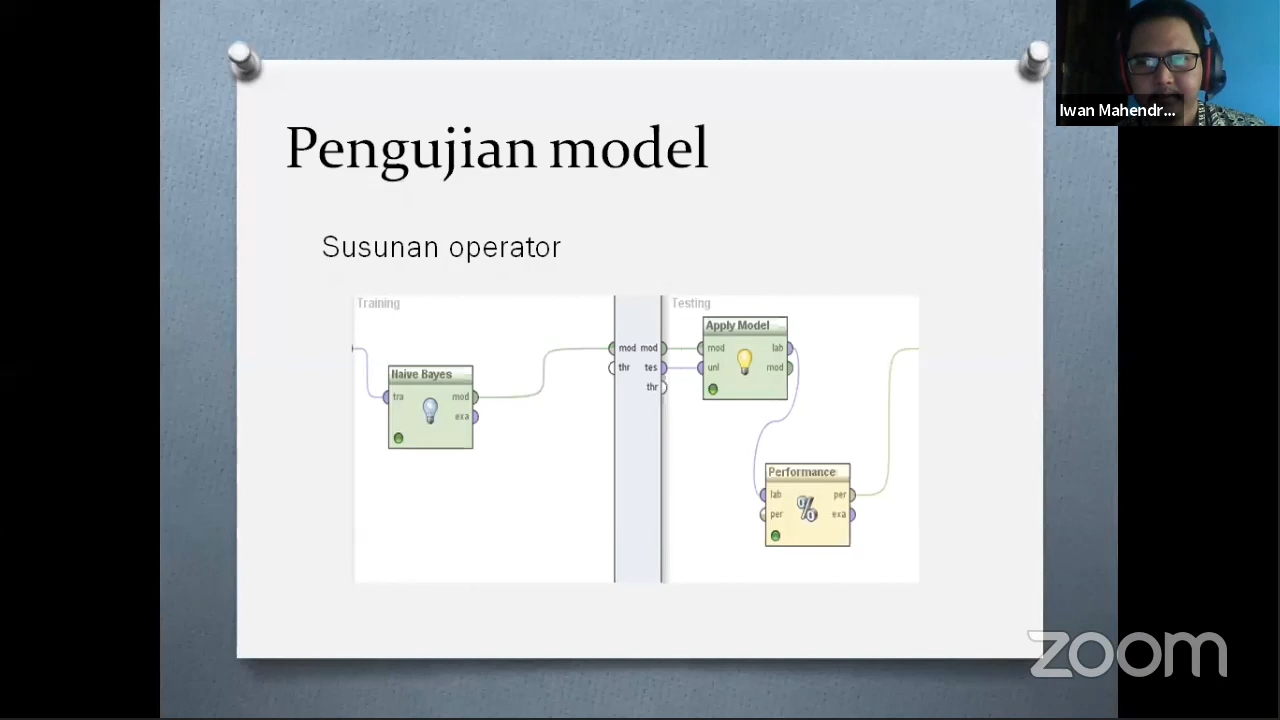 Iwan Mahendr...
Pengujian model
Susunan operator
Training
Testing
Naive Bayes
tra
mod
exa
mod
mod
thr
tes
thr
Apply Model
mod
lab
unl
mod
Performance
lab
per
per
exa
zoom